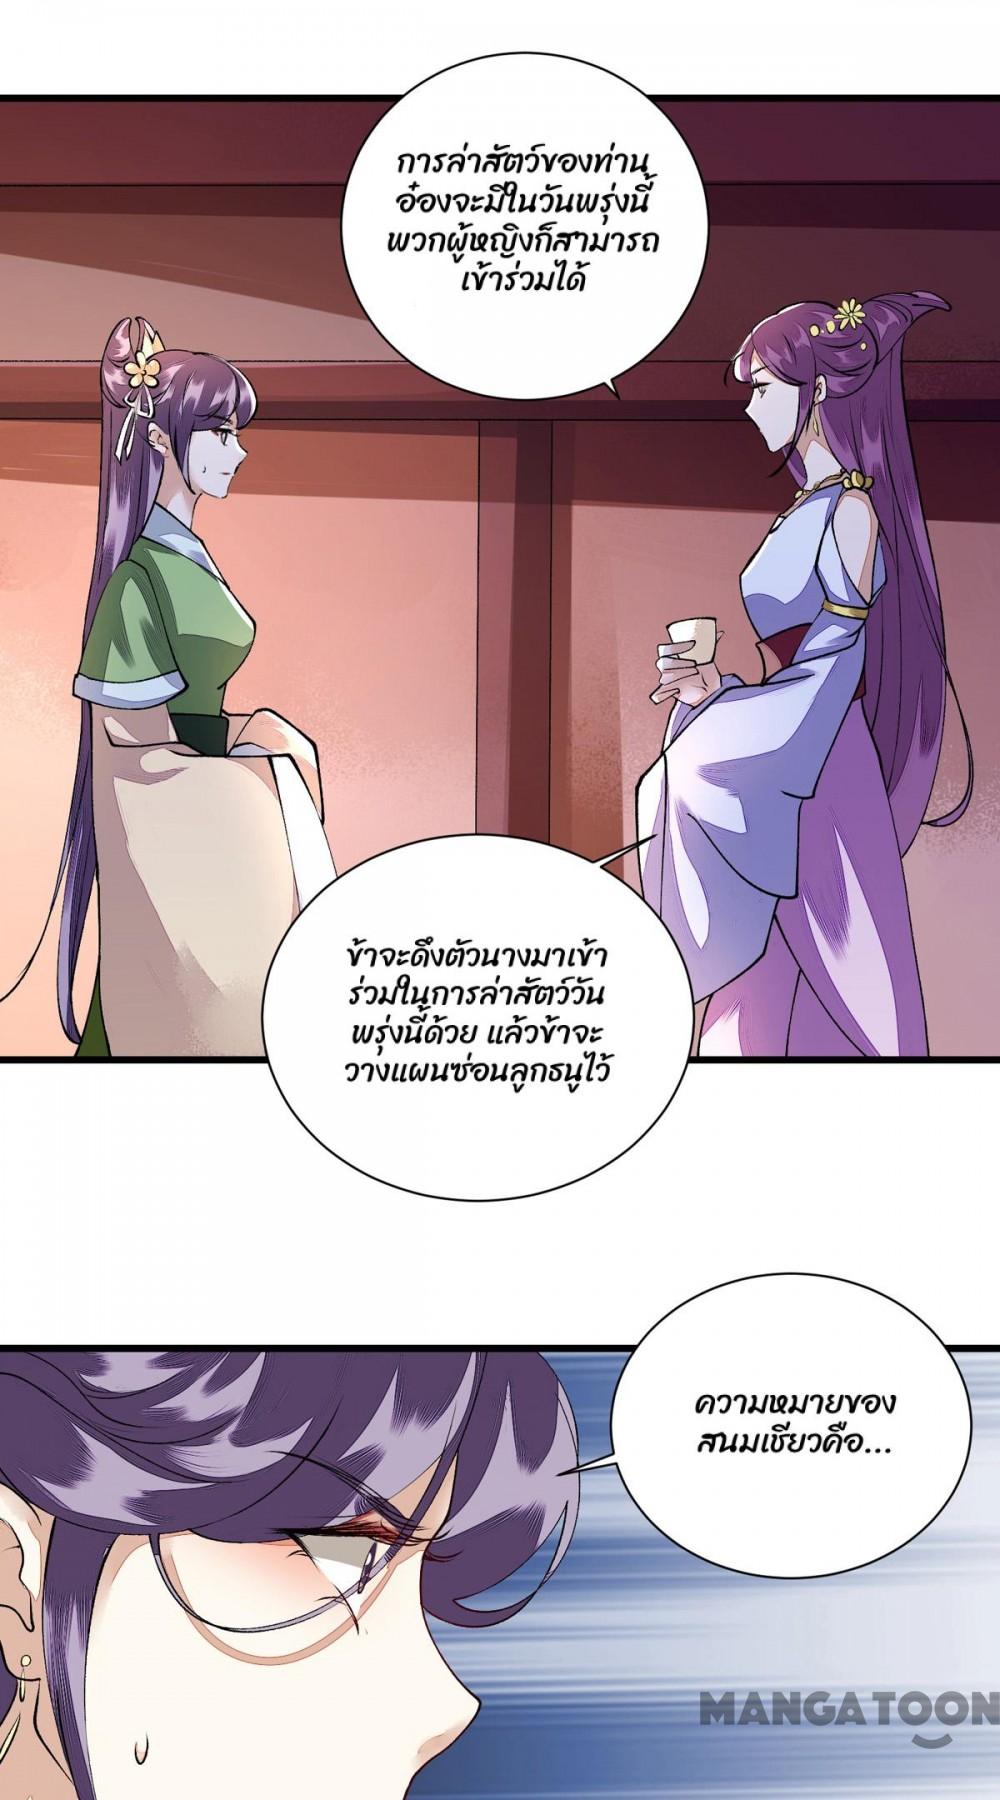 การล่าสัตว์ของท่าน
อ๋องจะมีในวันพรุ่งนี้
พวกผู้หญิงก็สามารถ
เข้าร่วมได้
ข้าจะดึงตัวนางมาเข้า
ร่วมในการล่าสัตว์วัน
พรุ่งนี้ด้วย แล้วข้าจะ
วางแผนซ่อนลูกธนูไว้
ความหมายของ
สนมเชียวคือ...
MANGATOON